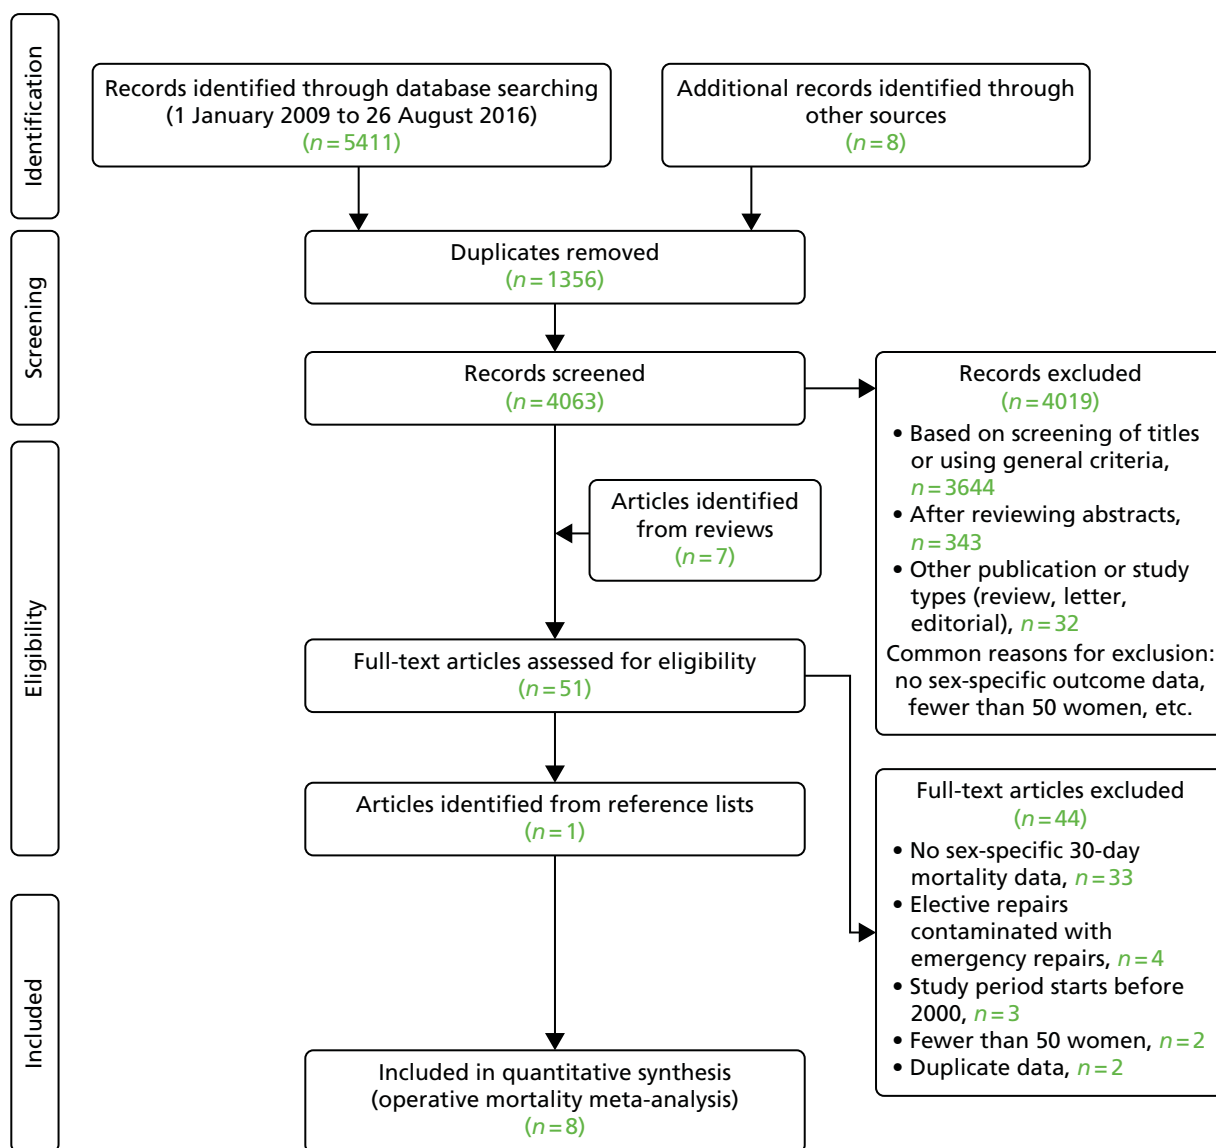 Identification
Records identified through database searching
(1 January 2009 to 26 August 2016)
(n=5411)
Additional records identified through
other sources
(n=8)
Screening
Duplicates removed
(n=1356)
Records screened
(n=4063)
Records excluded
(n=4019)
• Based on screening of titles
or using general criteria,
n=3644
• After reviewing abstracts,
n=343
• Other publication or study
types (review, letter,
editorial), n=32
Common reasons for exclusion:
no sex-specific outcome data,
fewer than 50 women, etc.
Eligibility
Articles identified
from reviews
(n=7)
Full-text articles assessed for eligibility
(n=51)
Articles identified from reference lists
(n=1)
Full-text articles excluded
(n=44)
• No sex-specific 30-day
mortality data, n=33
• Elective repairs
contaminated with
emergency repairs, n=4
• Study period starts before
2000, n=3
• Fewer than 50 women, n=2
• Duplicate data, n=2
Included
Included in quantitative synthesis
(operative mortality meta-analysis)
(n=8)